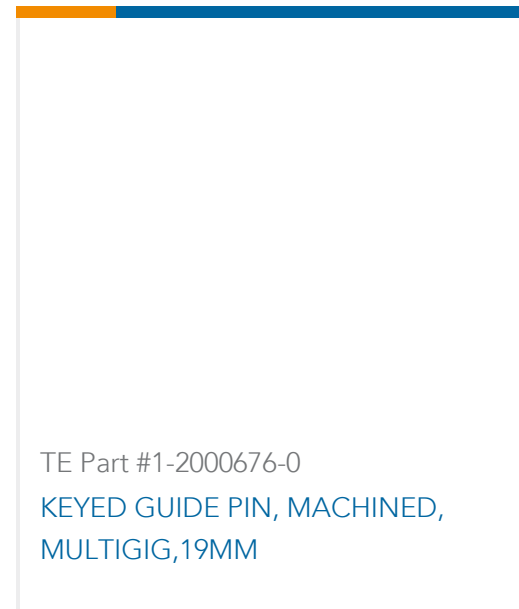 TE Part #1-2000676-0
KEYED GUIDE PIN, MACHINED,
MULTIGIG,19MM